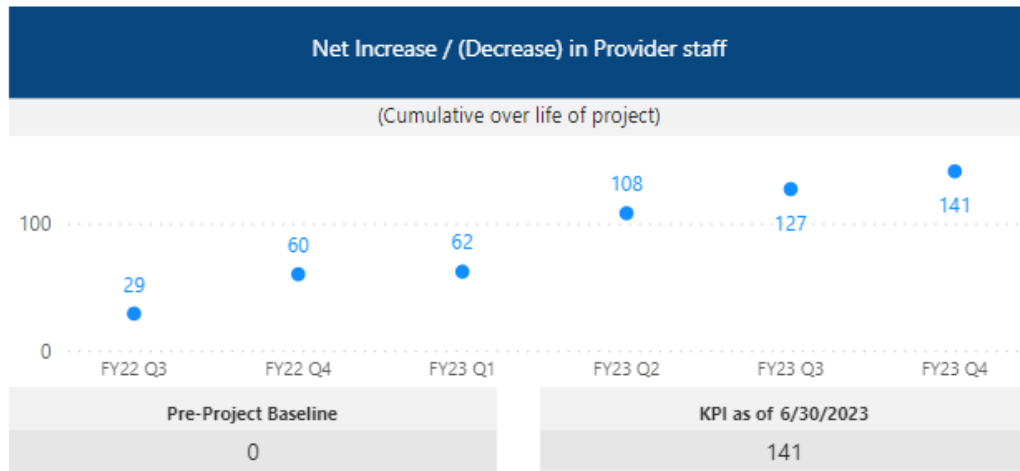 Net Increase / (Decrease) in Provider staff
(Cumulative over life of project)
108
127
141
100
60
62
29
0
FY22 Q3 FY22 Q4 FY23 Q1 FY23 Q2 FY23 Q3 FY23 Q4
Pre-Project Baseline
0
KPI as of 6/30/2023
141